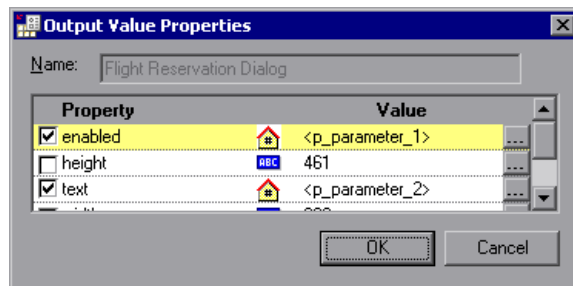 Output Value Properties
Name: Flight Reservation Dialog
Property Value
enabled # <p_parameter_1> ...
height ABC 461 ...
text # <p_parameter_2> ...
OK Cancel